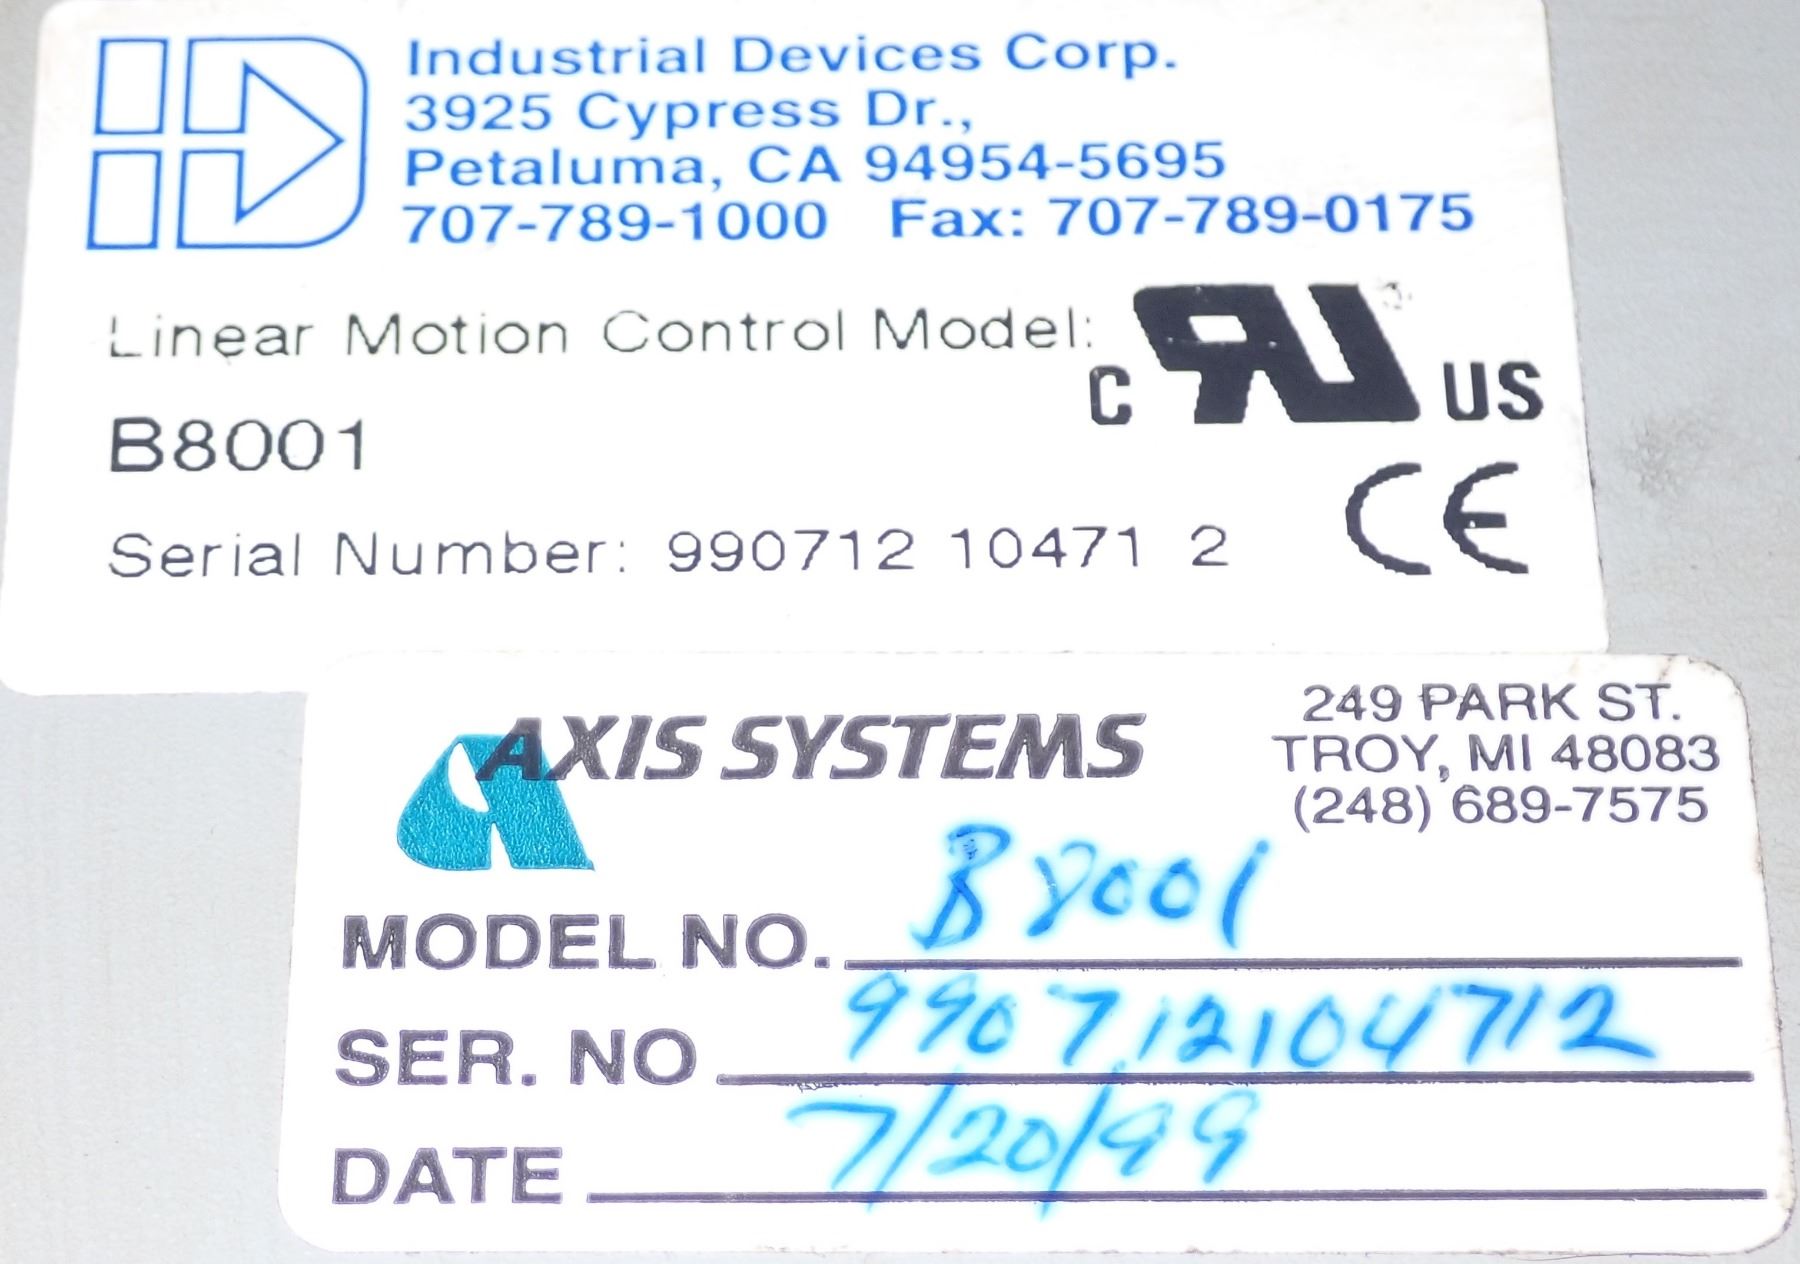 Industrial Devices Corp.
3925 Cypress Dr.,
Petaluma, CA 94954-5695
707-789-1000 Fax: 707-789-0175
Linear Motion Control Model:
B8001
C UR US
Serial Number: 990712 10471 2
CE
AXIS SYSTEMS
249 PARK ST.
TROY, MI 48083
(248) 689-7575
MODEL NO. B8001
SER. NO 990712104712
DATE 7/20/99